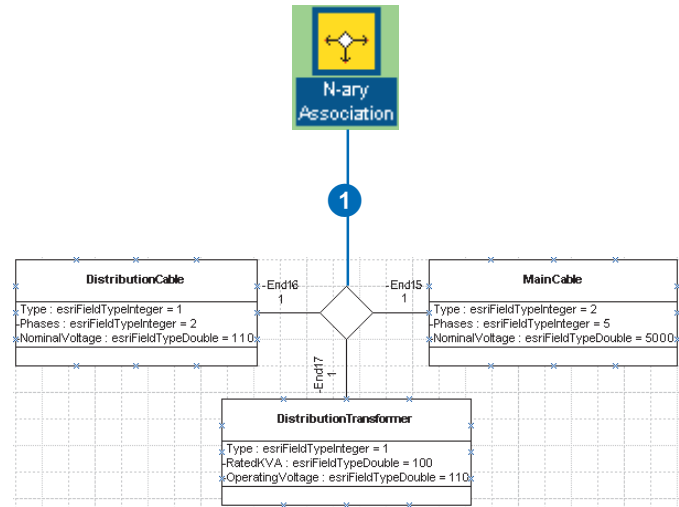 N-ary
Association
1
DistributionCable
Type : esriFieldTypeInteger = 1
-Phases : esriFieldTypeInteger = 2
-NominalVoltage : esriFieldTypeDouble = 110
-End16
1
-End15
1
MainCable
Type : esriFieldTypeInteger = 2
-Phases : esriFieldTypeInteger = 5
-NominalVoltage : esriFieldTypeDouble = 5000
-End17
1
DistributionTransformer
Type : esriFieldTypeInteger = 1
-RatedKVA : esriFieldTypeDouble = 100
-OperatingVoltage : esriFieldTypeDouble = 110